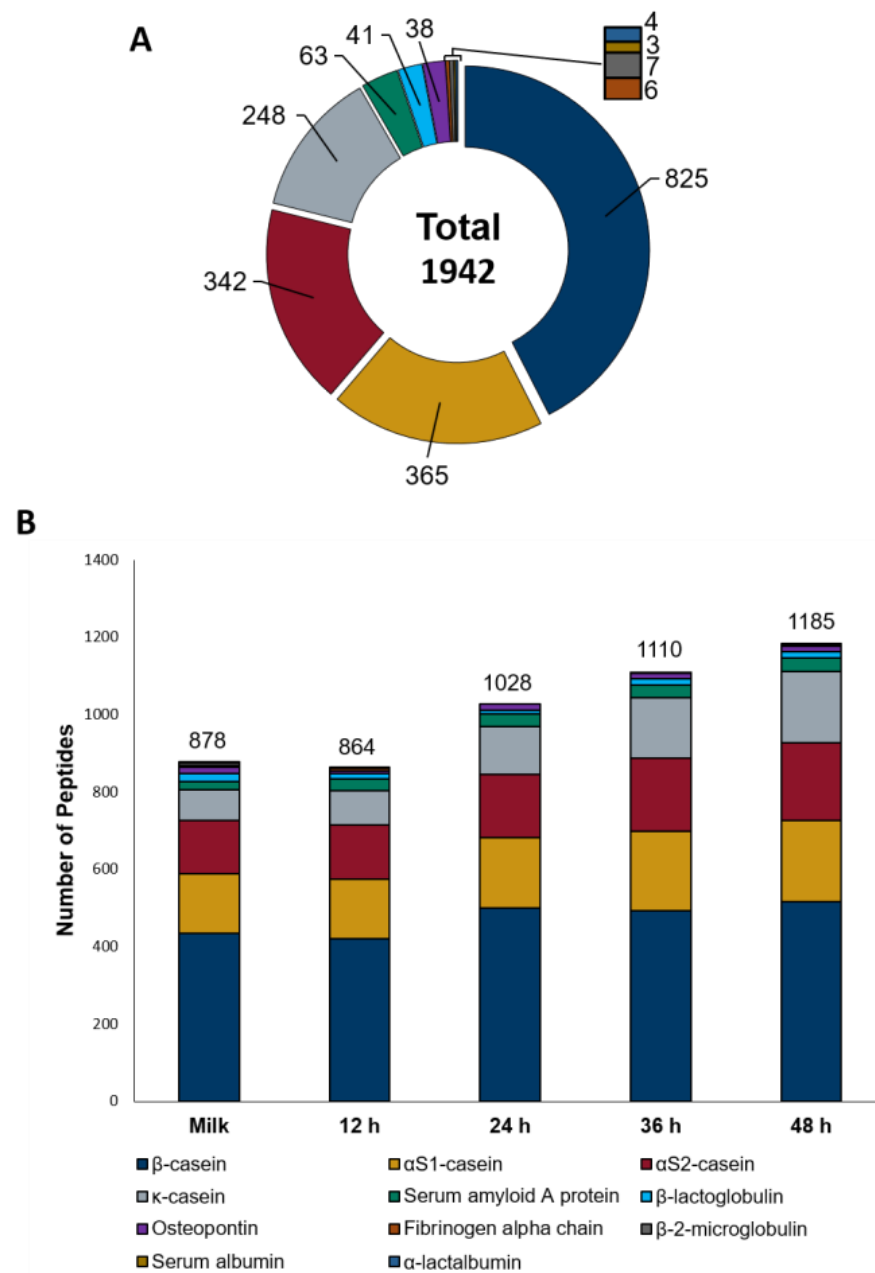 A
38
4
41
3
63
7
6
248
825
Total
1942
342
365
B
1400
1200
1185
1110
1028
1000
878
864
800
600
400
200
0
Number of Peptides
Milk 12 h 24 h 36 h 48 h
β-casein αS1-casein αS2-casein
κ-casein Serum amyloid A protein β-lactoglobulin
Osteopontin Fibrinogen alpha chain β-2-microglobulin
Serum albumin α-lactalbumin